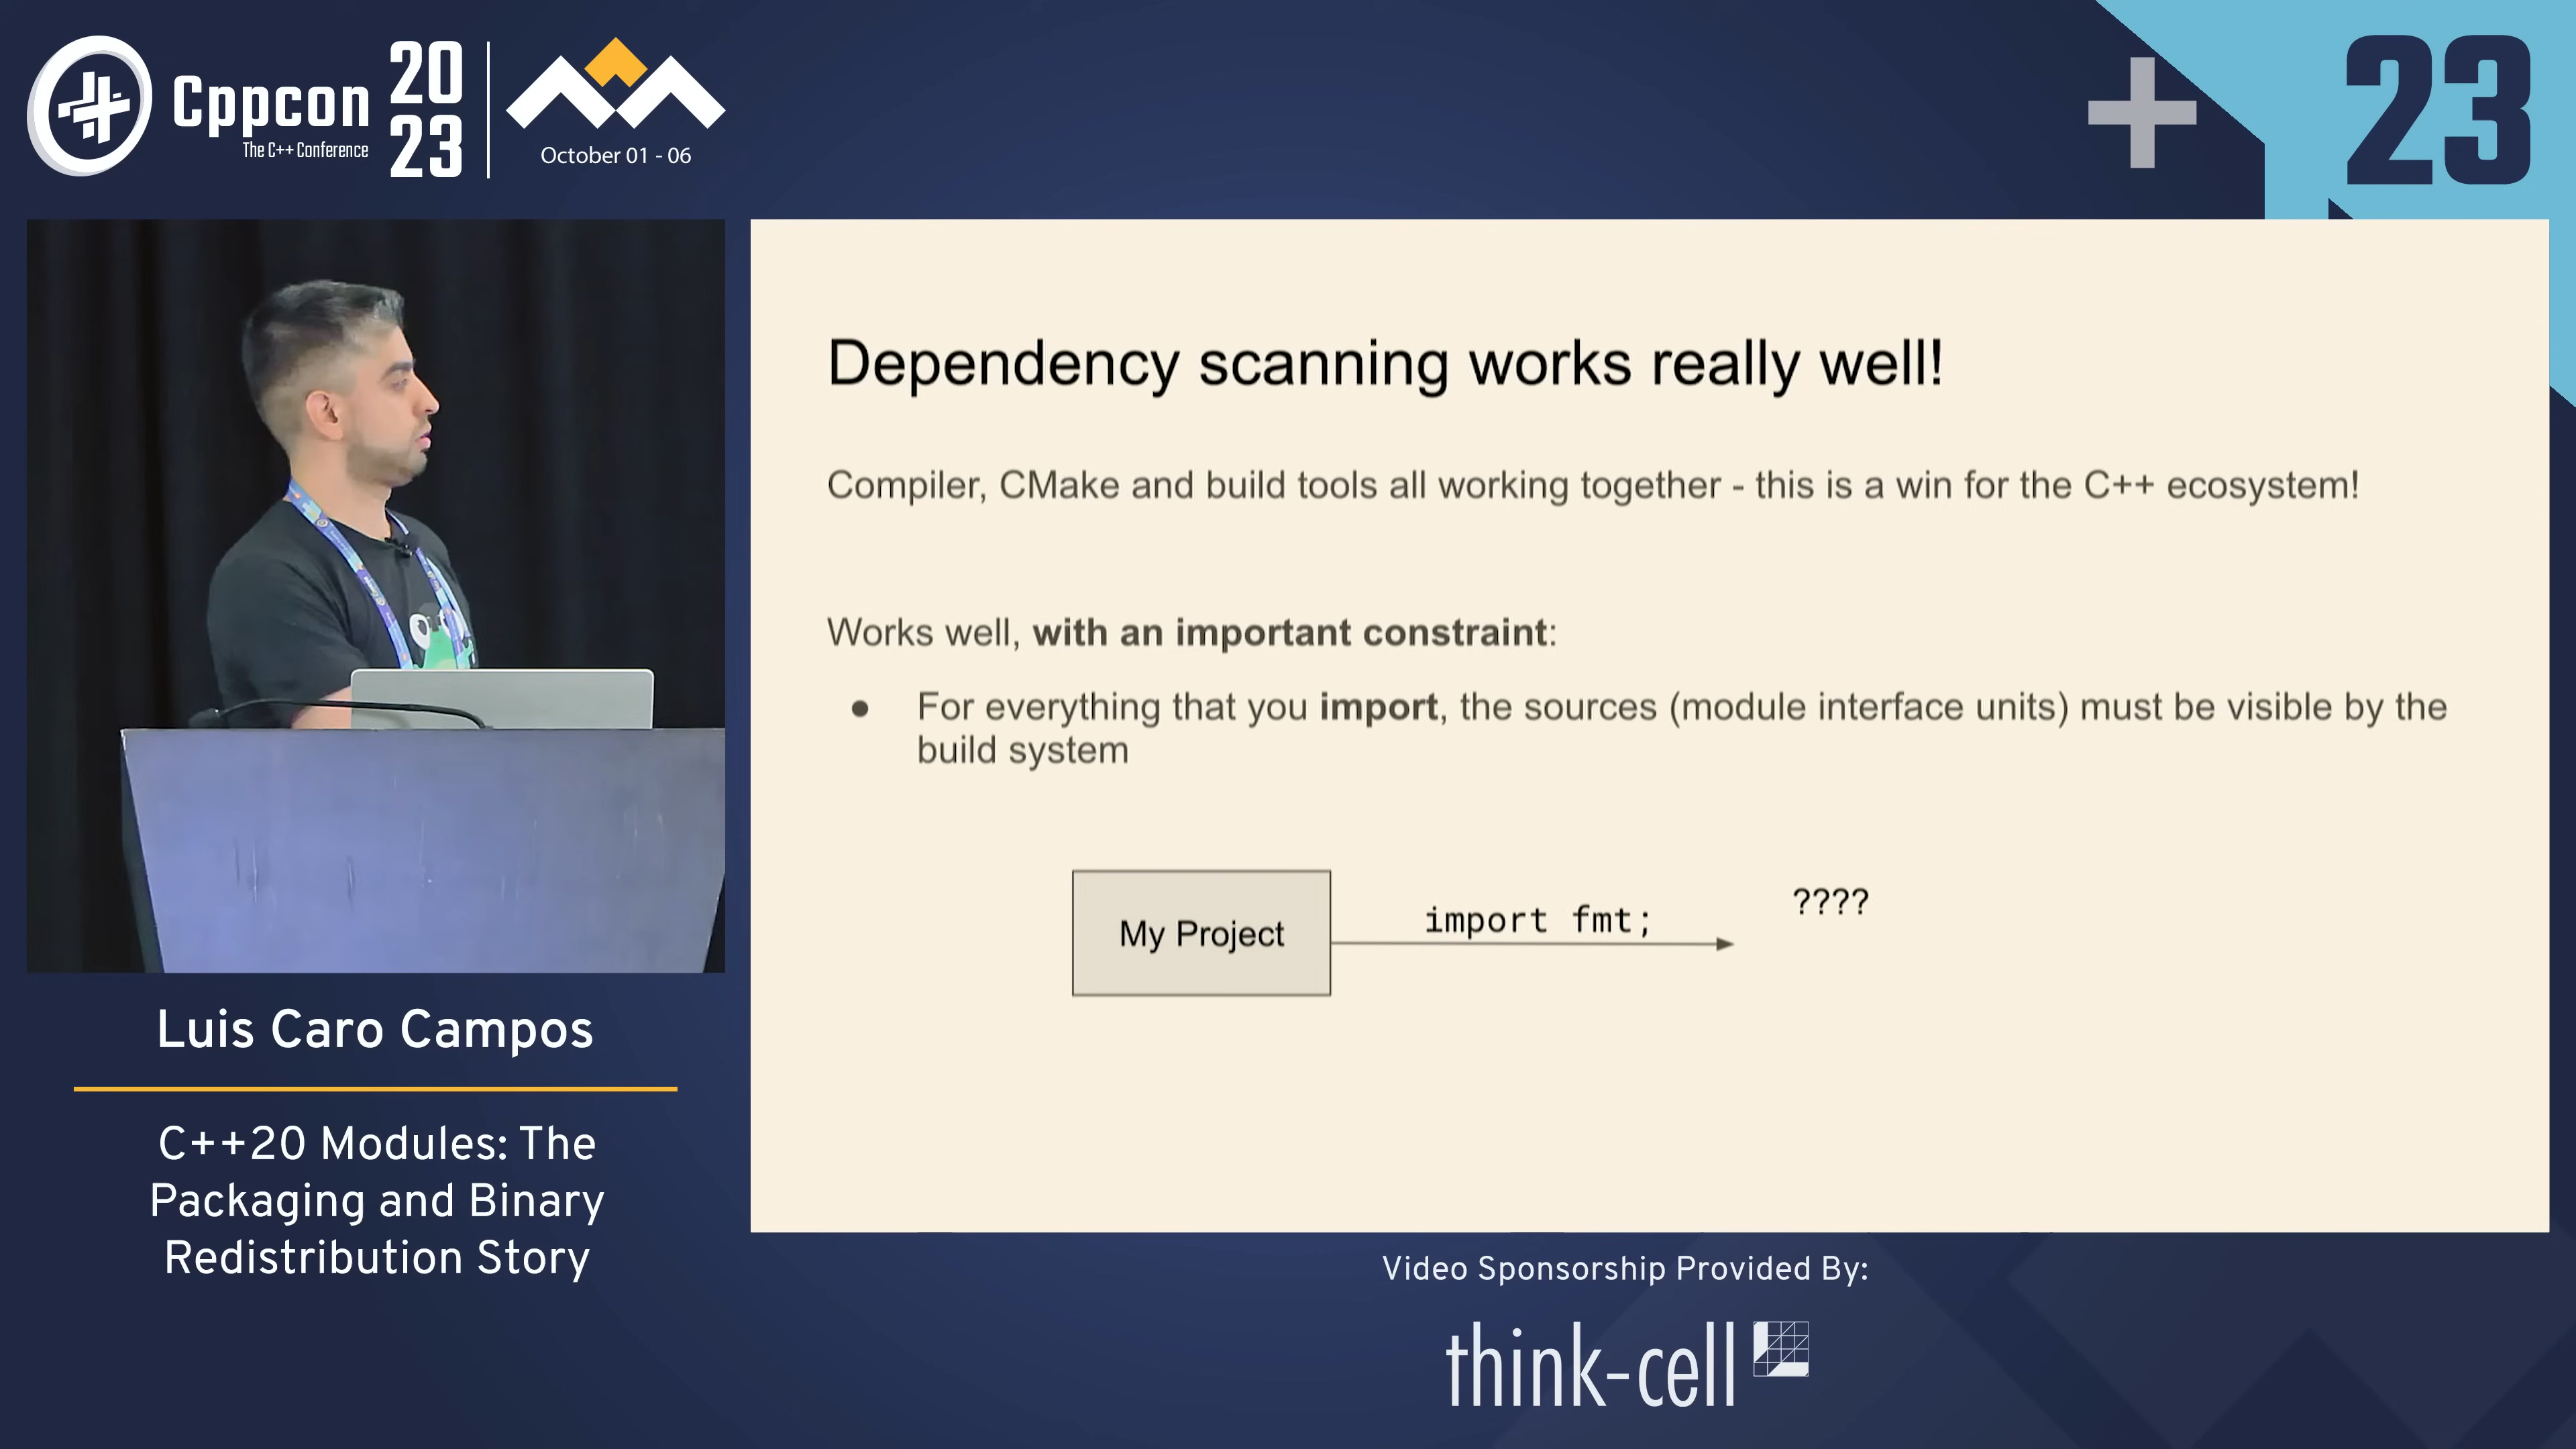 Cppcon
The C++ Conference
20
23
October 01 - 06
23
Dependency scanning works really well!
Compiler, CMake and build tools all working together - this is a win for the C++ ecosystem!
Works well, with an important constraint:
● For everything that you import, the sources (module interface units) must be visible by the
build system
My Project
import fmt;
????
Luis Caro Campos
C++20 Modules: The
Packaging and Binary
Redistribution Story
Video Sponsorship Provided By:
think-cell